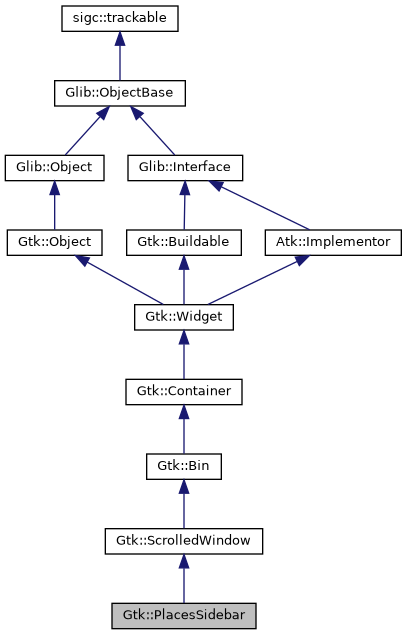 sigc::trackable
Glib::ObjectBase
Glib::Object
Glib::Interface
Gtk::Object
Gtk::Buildable
Atk::Implementor
Gtk::Widget
Gtk::Container
Gtk::Bin
Gtk::ScrolledWindow
Gtk::PlacesSidebar